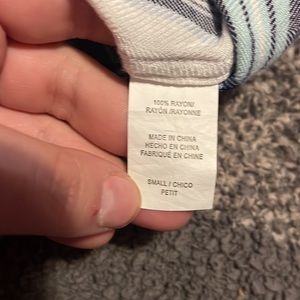 100% RAYON/
RAYÓN /RAYONNE
MADE IN CHINA
HECHO EN CHINA
FABRIQUÉ EN CHINE
SMALL / CHICO
PETIT